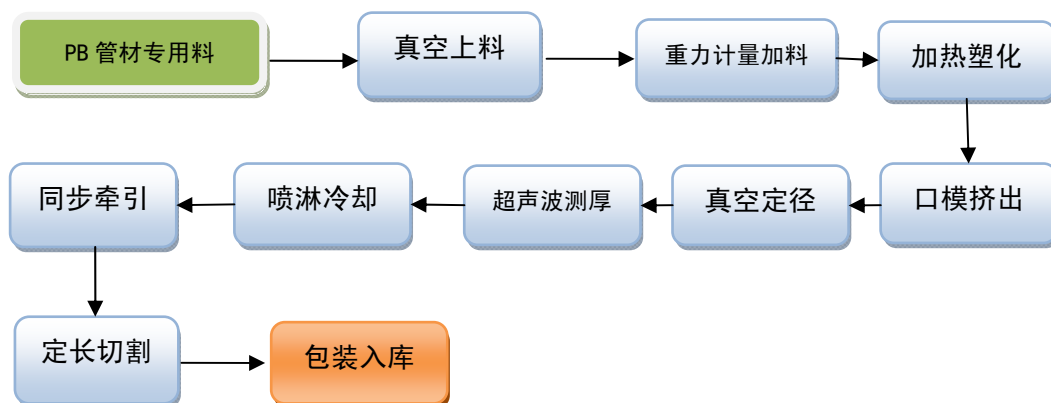 PB 管材专用料
真空上料
重力计量加料
加热塑化
口模挤出
真空定径
超声波测厚
喷淋冷却
同步牵引
定长切割
包装入库